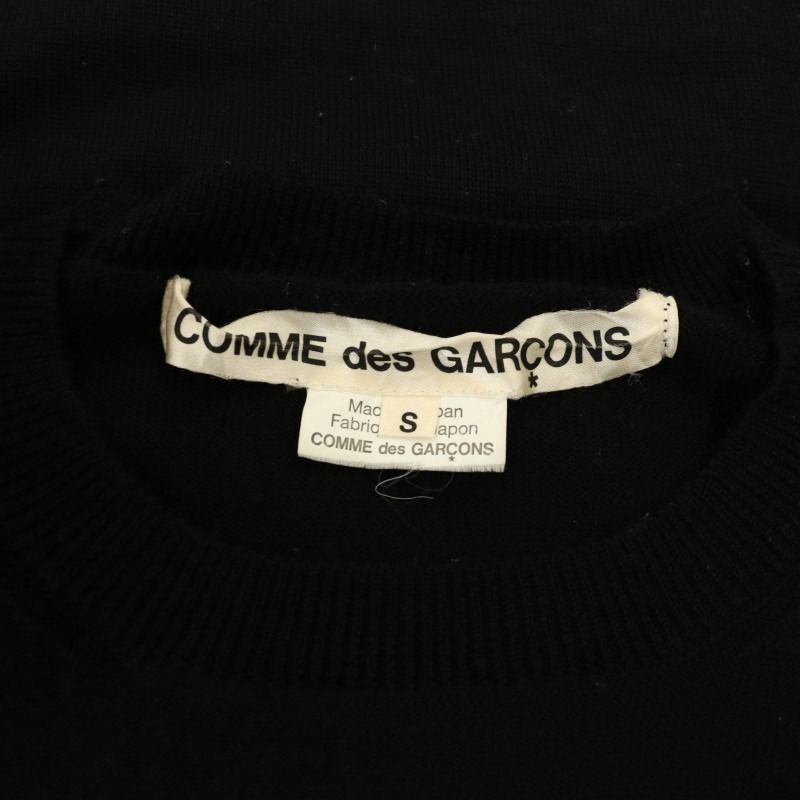 COMME des GARÇONS
*
Mad pan
S
Fabriq apon
COMME des GARÇONS
*